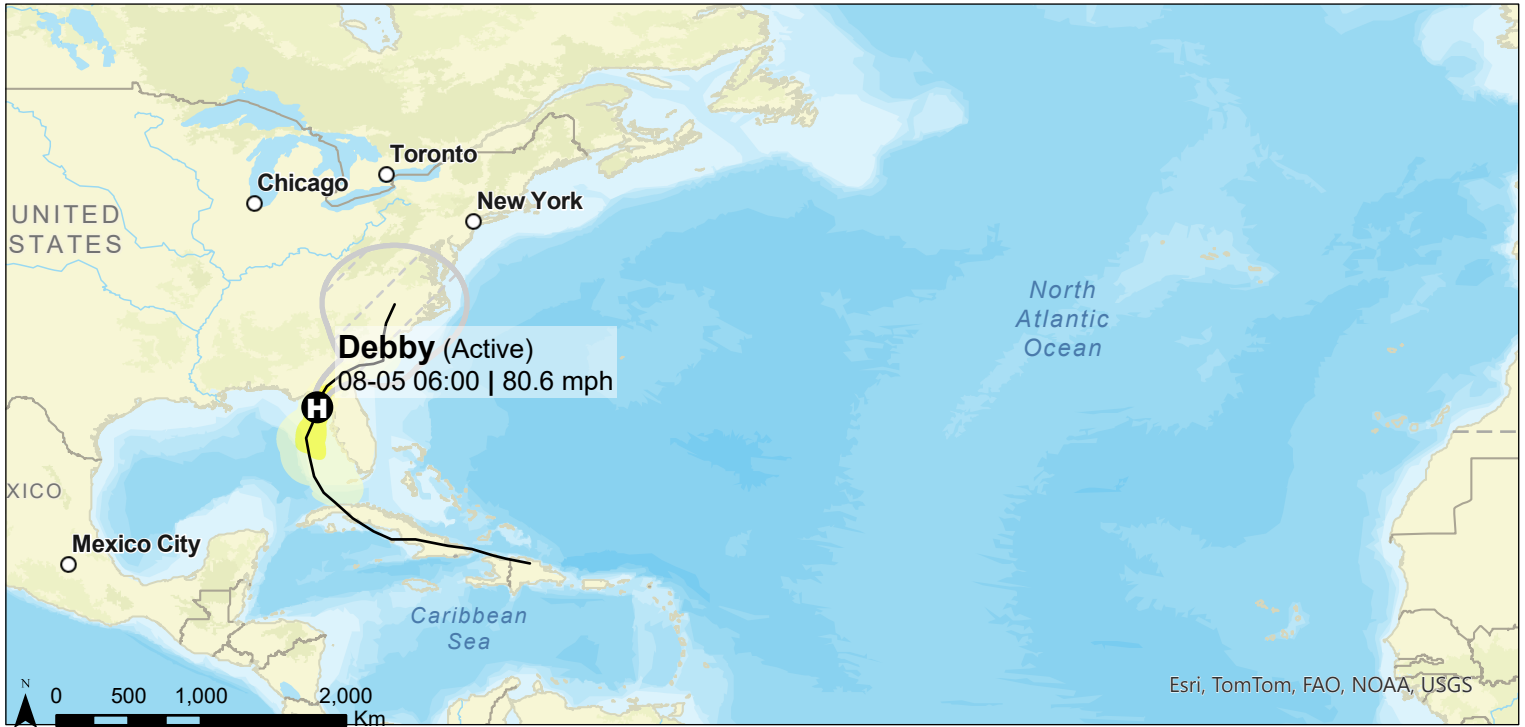 Toronto
Chicago
New York
UNITED
STATES
North
Atlantic
Ocean
Debby (Active)
08-05 06:00 | 80.6 mph
H
XICO
Mexico City
Caribbean
Sea
N
0 500 1,000 2,000
Km
Esri, TomTom, FAO, NOAA, USGS